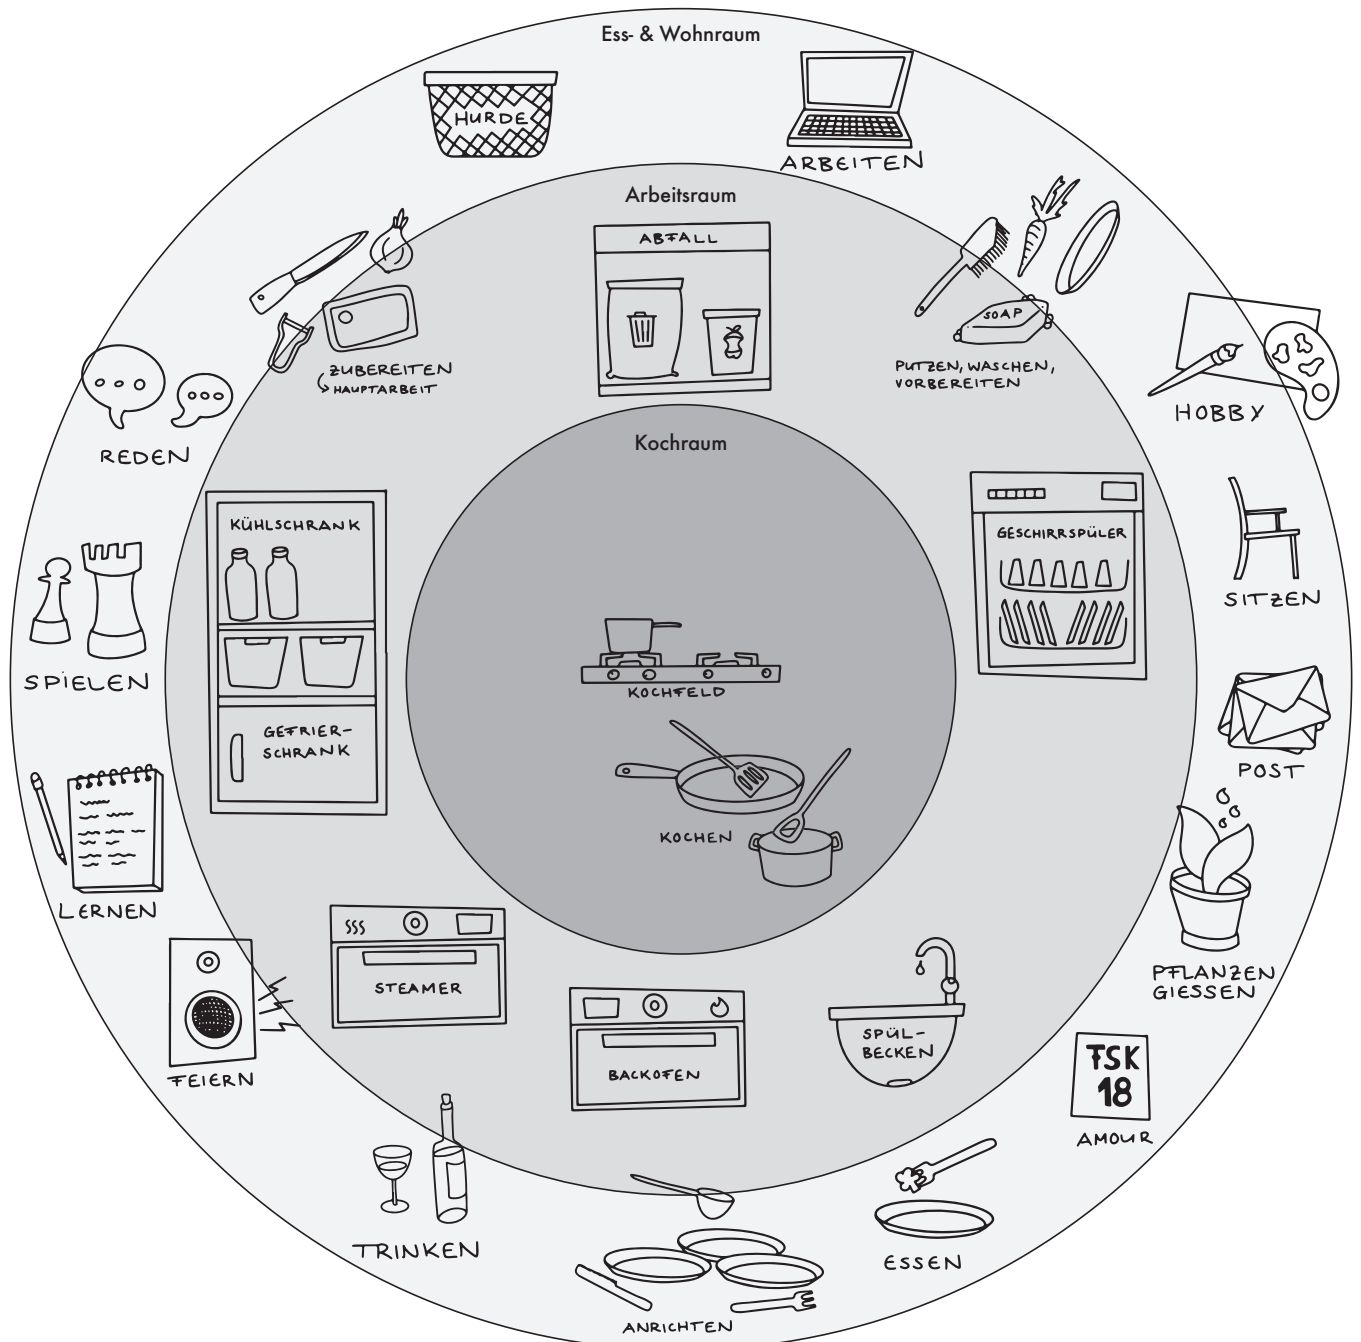 Ess- & Wohnraum
HURDE
ARBEITEN
Arbeitsraum
ABFALL
SOAP
ZUBEREITEN
HAUPTARBEIT
PUTZEN, WASCHEN,
VORBEREITEN
HOBBY
REDEN
Kochraum
KÜHLSCHRANK
GESCHIRRSPÜLER
SITZEN
SPIELEN
KOCHFELD
GEFRIER-
SCHRANK
POST
KOCHEN
LERNEN
PFLANZEN
GIESSEN
STEAMER
SPÜL-
BECKEN
BACKOFEN
FEIERN
FSK
18
AMOUR
TRINKEN
ESSEN
ANRICHTEN